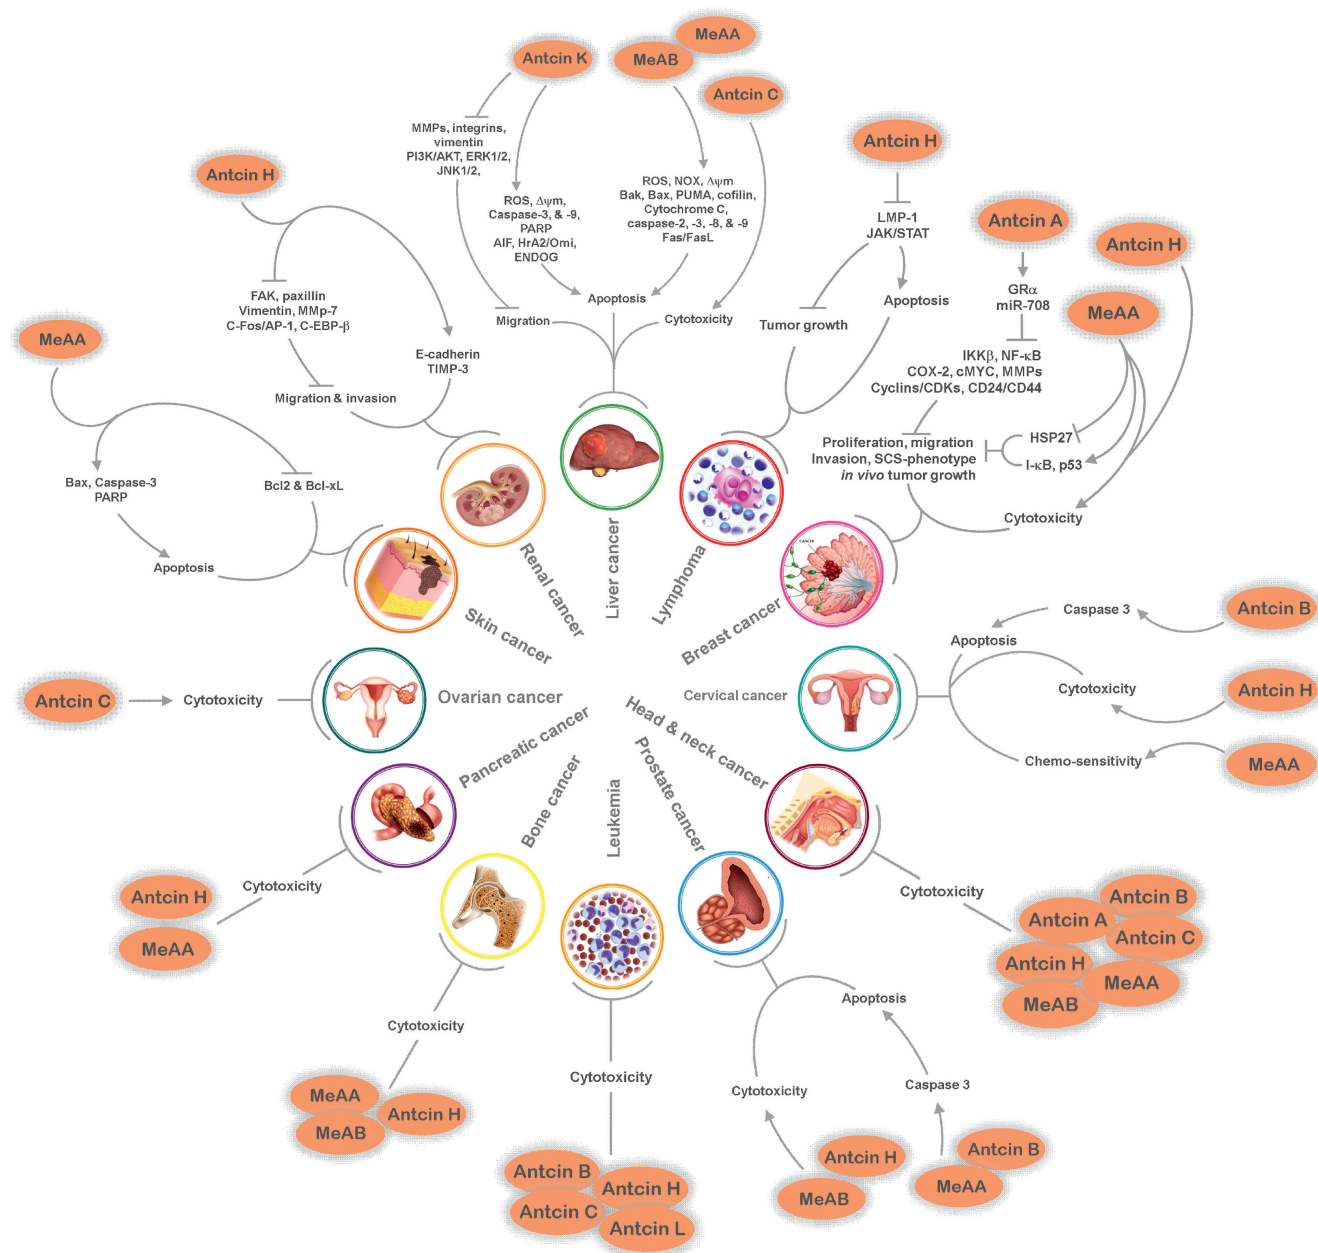 MeAA
MeAB
Antcin K
Antcin C
MMPs, integrins,
vimentin
PI3K/AKT, ERK1/2,
JNK1/2,
ROS, Δψm,
Caspase-3, & -9,
PARP
AIF, HrA2/Omi,
ENDOG
ROS, NOX, Δψm
Bak, Bax, PUMA, cofilin,
Cytochrome C,
caspase-2, -3, -8, & -9
Fas/FasL
Migration
Apoptosis
Cytotoxicity
Antcin H
LMP-1
JAK/STAT
Tumor growth
Apoptosis
Antcin H
FAK, paxillin
Vimentin, MMp-7
C-Fos/AP-1, C-EBP-β
E-cadherin
TIMP-3
Migration & invasion
MeAA
Bax, Caspase-3
PARP
Bcl2 & Bcl-xL
Apoptosis
Antcin A
Antcin H
MeAA
GRα
miR-708
IKKβ, NF-κB
COX-2, cMYC, MMPs
Cyclins/CDKs, CD24/CD44
Proliferation, migration
Invasion, SCS-phenotype
in vivo tumor growth
HSP27
I-κB, p53
Cytotoxicity
CANCER
Liver cancer
Lymphoma
Breast cancer
Cervical cancer
Head & neck cancer
Prostate cancer
Leukemia
Bone cancer
Pancreatic cancer
Ovarian cancer
Skin cancer
Renal cancer
Antcin B
Caspase 3
Apoptosis
Antcin H
Cytotoxicity
MeAA
Chemo-sensitivity
Antcin C
Cytotoxicity
Cytotoxicity
Antcin H
MeAA
Cytotoxicity
MeAA
MeAB
Antcin H
Cytotoxicity
Antcin B
Antcin H
Antcin C
Antcin L
Apoptosis
Cytotoxicity
Caspase 3
Antcin H
MeAB
Antcin B
MeAA
Cytotoxicity
Antcin B
Antcin A
Antcin C
Antcin H
MeAA
MeAB